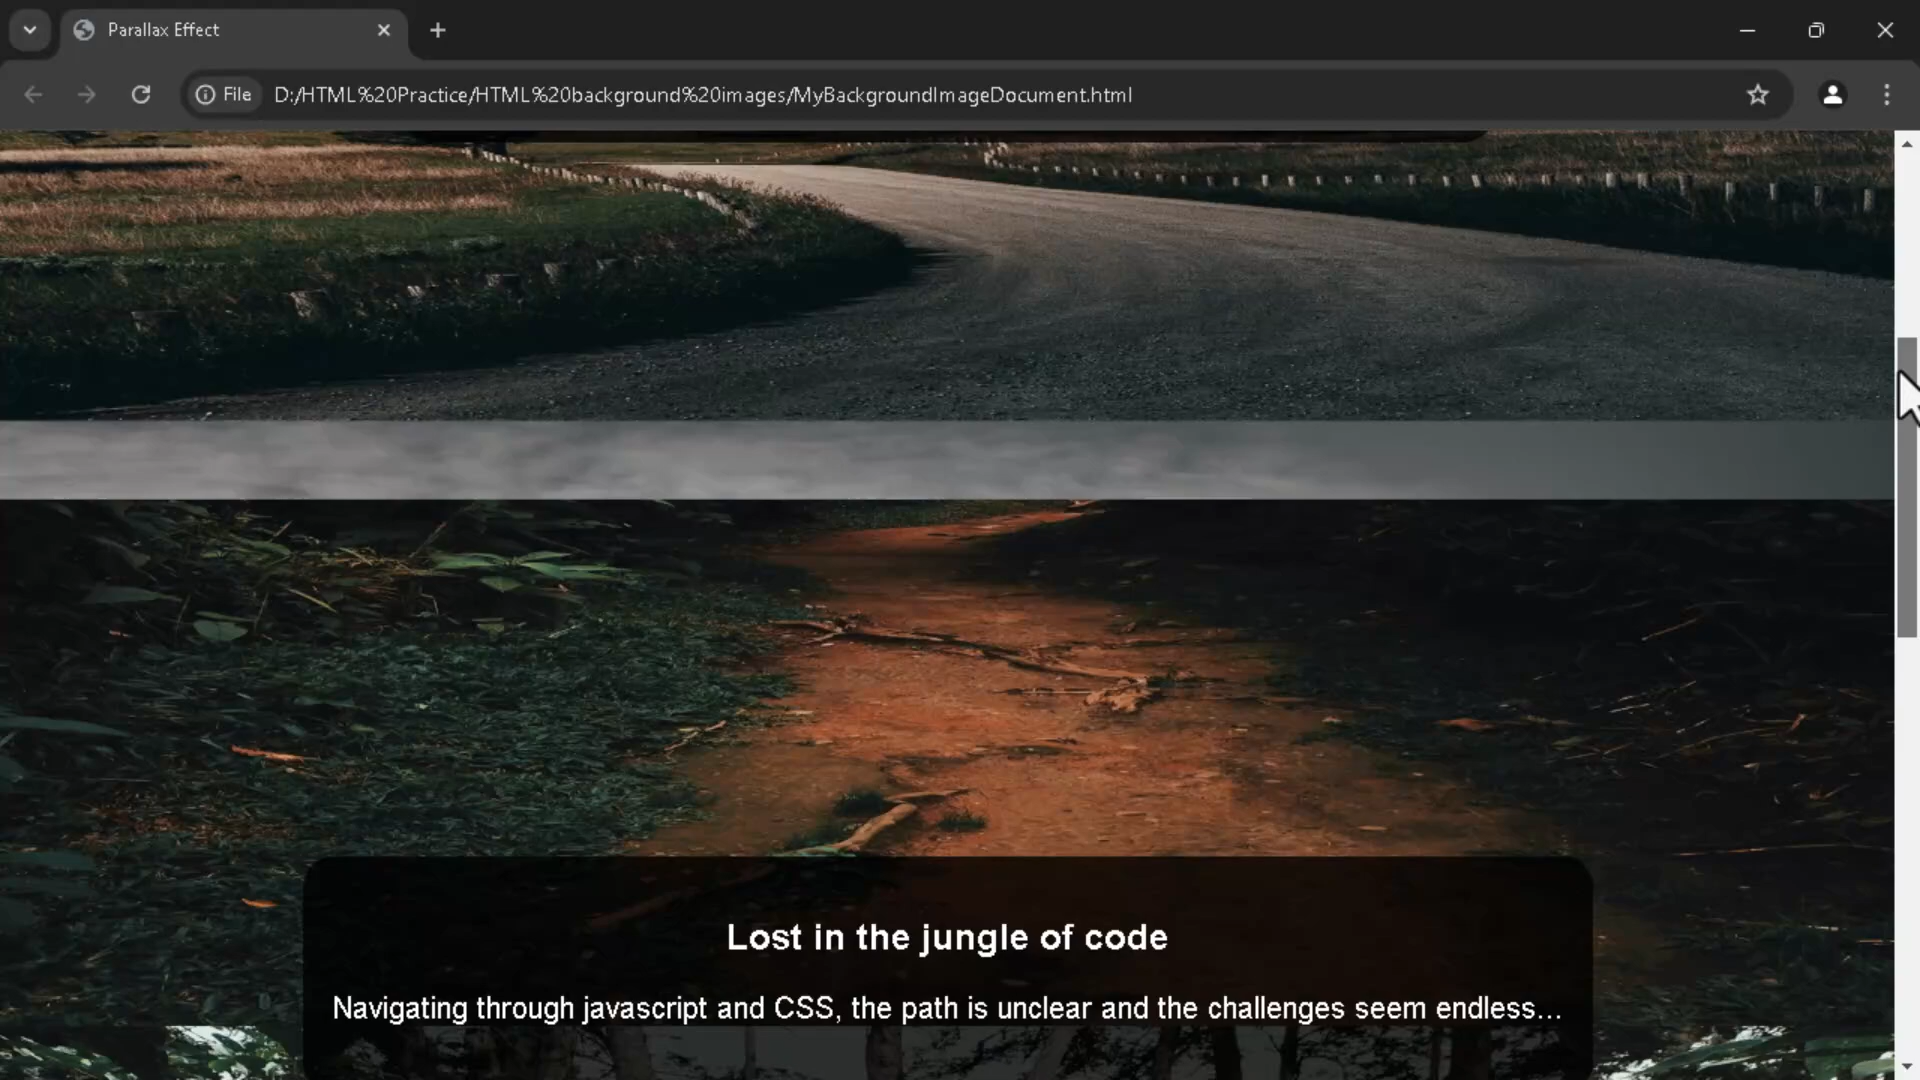 Parallax Effect
File
D:/HTML%20Practice/HTML%20background%20images/MyBackgroundImageDocument.html
Lost in the jungle of code
Navigating through javascript and CSS, the path is unclear and the challenges seem endless...